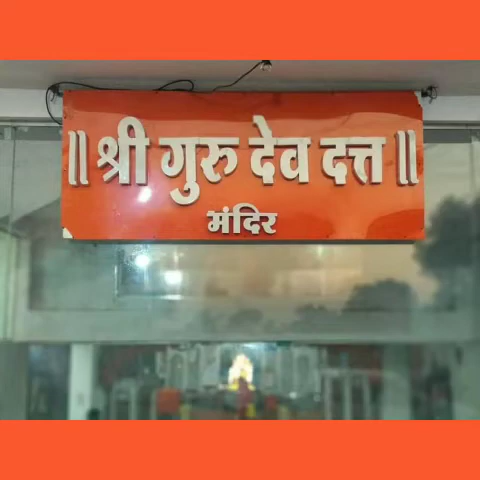 ॥ श्री गुरु देव दत्त ॥
मंदिर